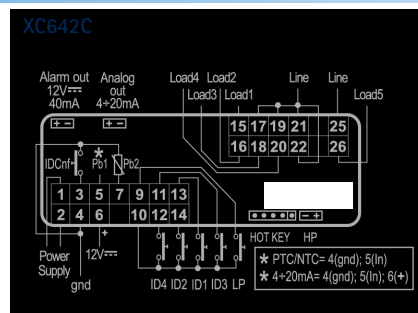 XC642C
Alarm out 12V⎓ 40mA
Analog out 4÷20mA
Load4 Load2 Line Line
Load3 Load1 Load5
15 17 19 21 25
16 18 20 22 26
IDCnf * Pb1 Pb2
1 3 5 7 9 11 13
2 4 6 10 12 14
+
12V⎓
Power Supply
gnd
ID4 ID2 ID1 ID3 LP
HOT KEY HP
* PTC/NTC= 4(gnd); 5(In)
* 4÷20mA= 4(gnd); 5(In); 6(+)